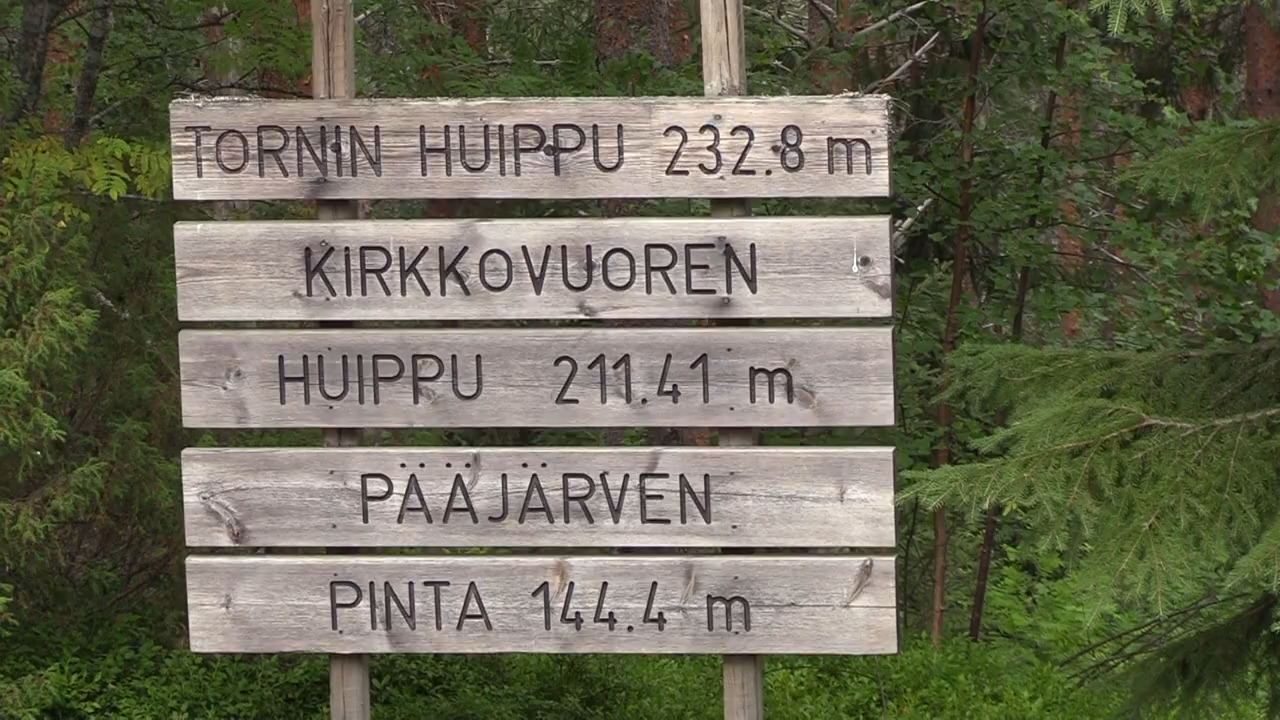 TORNIN HUIPPU 232.8 m
KIRKKOVUOREN
HUIPPU 211.41 m
PÄÄJÄRVEN
PINTA 144.4 m